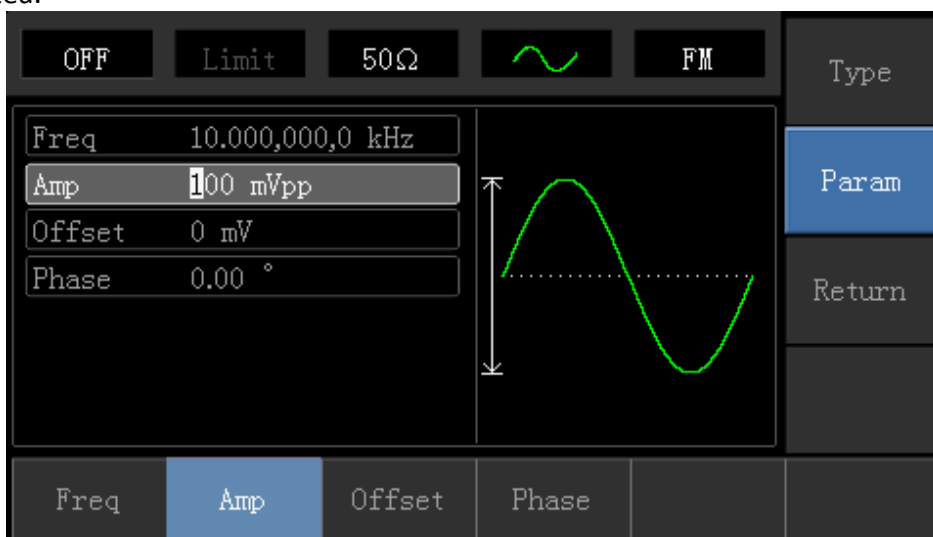 OFF Limit 50Ω FM
Type
Freq 10.000,000,0 kHz
Amp 100 mVpp
Offset 0 mV
Phase 0.00 °
Param
Return
Freq Amp Offset Phase